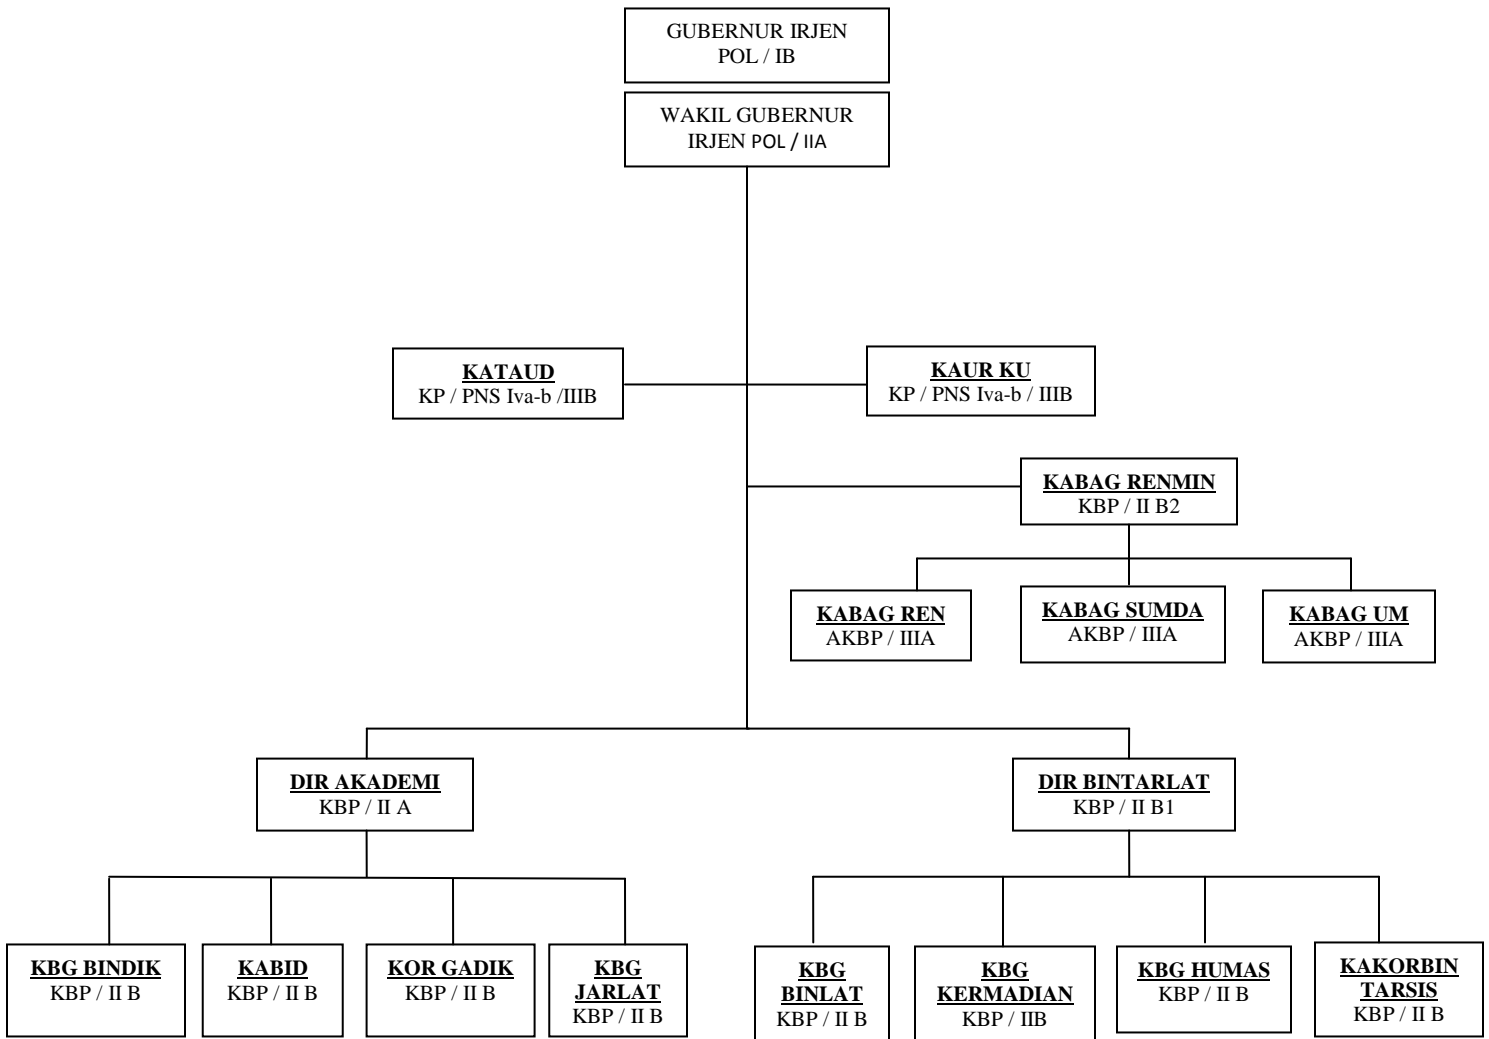 GUBERNUR IRJEN
POL / IB
WAKIL GUBERNUR
IRJEN POL / IIA
KATAUD
KP / PNS Iva-b /IIIB
KAUR KU
KP / PNS Iva-b / IIIB
KABAG RENMIN
KBP / II B2
KABAG REN
AKBP / IIIA
KABAG SUMDA
AKBP / IIIA
KABAG UM
AKBP / IIIA
DIR AKADEMI
KBP / II A
DIR BINTARLAT
KBP / II B1
KBG BINDIK
KBP / II B
KABID
KBP / II B
KOR GADIK
KBP / II B
KBG
JARLAT
KBP / II B
KBG
BINLAT
KBP / II B
KBG
KERMADIAN
KBP / IIB
KBG HUMAS
KBP / II B
KAKORBIN
TARSIS
KBP / II B